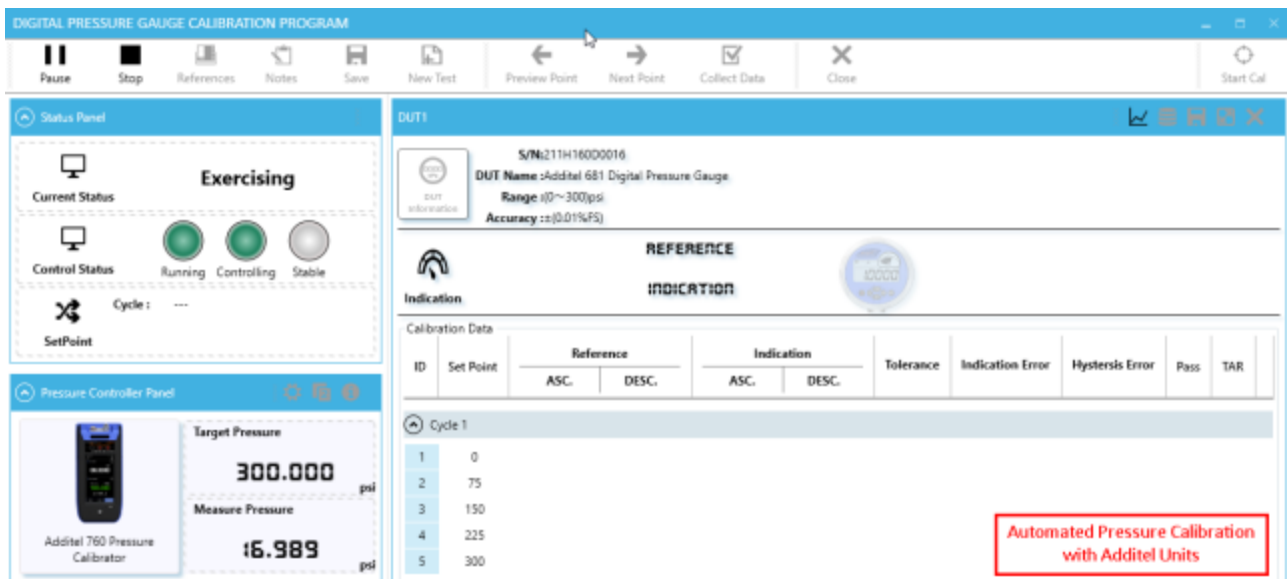 DIGITAL PRESSURE GAUGE CALIBRATION PROGRAM
Pause Stop References Notes Save New Test Preview Point Next Point Collect Data Close Start Cal
Status Panel
Current Status
Exercising
Control Status
Running Controlling Stable
SetPoint
Cycle : ---
Pressure Controller Panel
Additel 760 Pressure
Calibrator
Target Pressure
300.000 psi
Measure Pressure
16.989 psi
DUT1
DUT
Information
S/N:211H160D0016
DUT Name :Additel 681 Digital Pressure Gauge
Range :(0~300)psi
Accuracy :±(0.01%FS)
Indication
REFERENCE
INDICATION
Calibration Data
ID Set Point Reference Indication Tolerance Indication Error Hystersis Error Pass TAR
ASC. DESC. ASC. DESC.
Cycle 1
1 0
2 75
3 150
4 225
5 300
Automated Pressure Calibration
with Additel Units